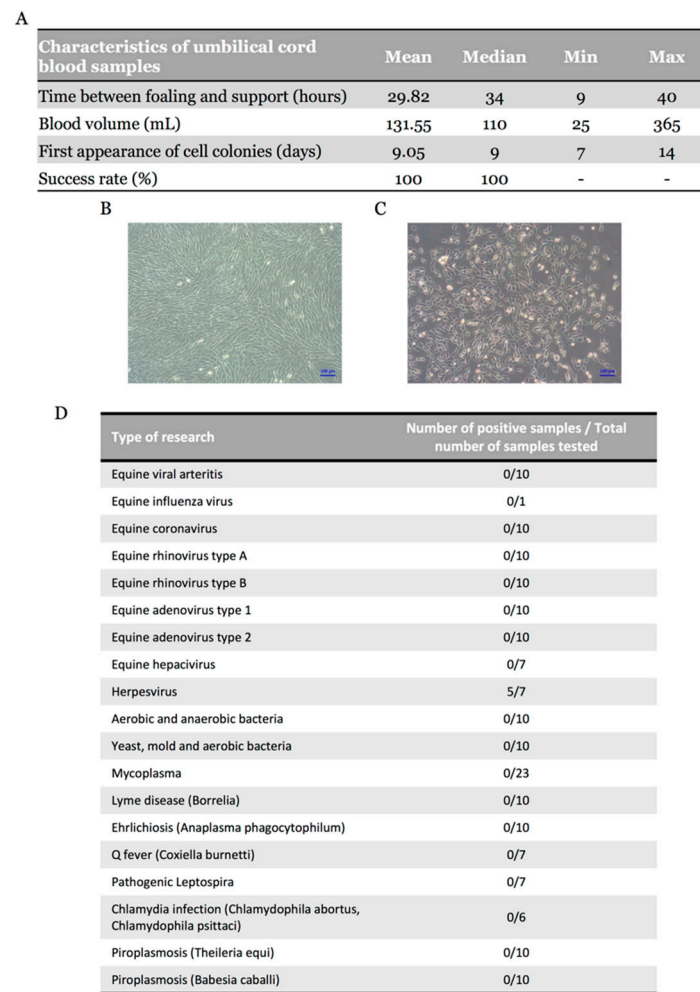 A
Characteristics of umbilical cord
blood samples
Mean Median Min Max
Time between foaling and support (hours) 29.82 34 9 40
Blood volume (mL) 131.55 110 25 365
First appearance of cell colonies (days) 9.05 9 7 14
Success rate (%) 100 100 - -
B C
100 µm 100 µm
D
Type of research
Number of positive samples / Total
number of samples tested
Equine viral arteritis 0/10
Equine influenza virus 0/1
Equine coronavirus 0/10
Equine rhinovirus type A 0/10
Equine rhinovirus type B 0/10
Equine adenovirus type 1 0/10
Equine adenovirus type 2 0/10
Equine hepacivirus 0/7
Herpesvirus 5/7
Aerobic and anaerobic bacteria 0/10
Yeast, mold and aerobic bacteria 0/10
Mycoplasma 0/23
Lyme disease (Borrelia) 0/10
Ehrlichiosis (Anaplasma phagocytophilum) 0/10
Q fever (Coxiella burnetti) 0/7
Pathogenic Leptospira 0/7
Chlamydia infection (Chlamydophila abortus,
Chlamydophila psittaci) 0/6
Piroplasmosis (Theileria equi) 0/10
Piroplasmosis (Babesia caballi) 0/10